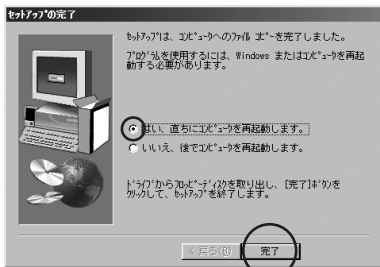 ｾｯﾄｱｯﾌﾟの完了
ｾｯﾄｱｯﾌﾟは、ｺﾝﾋﾟｭｰﾀへのﾌｧｲﾙ ｺﾋﾟｰを完了しました。
ﾌﾟﾛｸﾞﾗﾑを使用するには、Windows またはｺﾝﾋﾟｭｰﾀを再起
動する必要があります。
はい、直ちにｺﾝﾋﾟｭｰﾀを再起動します。
いいえ、後でｺﾝﾋﾟｭｰﾀを再起動します。
ﾄﾞﾗｲﾌﾞからﾌﾛｯﾋﾟｰﾃﾞｨｽｸを取り出し、[完了]ﾎﾞﾀﾝを
ｸﾘｯｸして、ｾｯﾄｱｯﾌﾟを終了します。
< 戻る(B)
完了